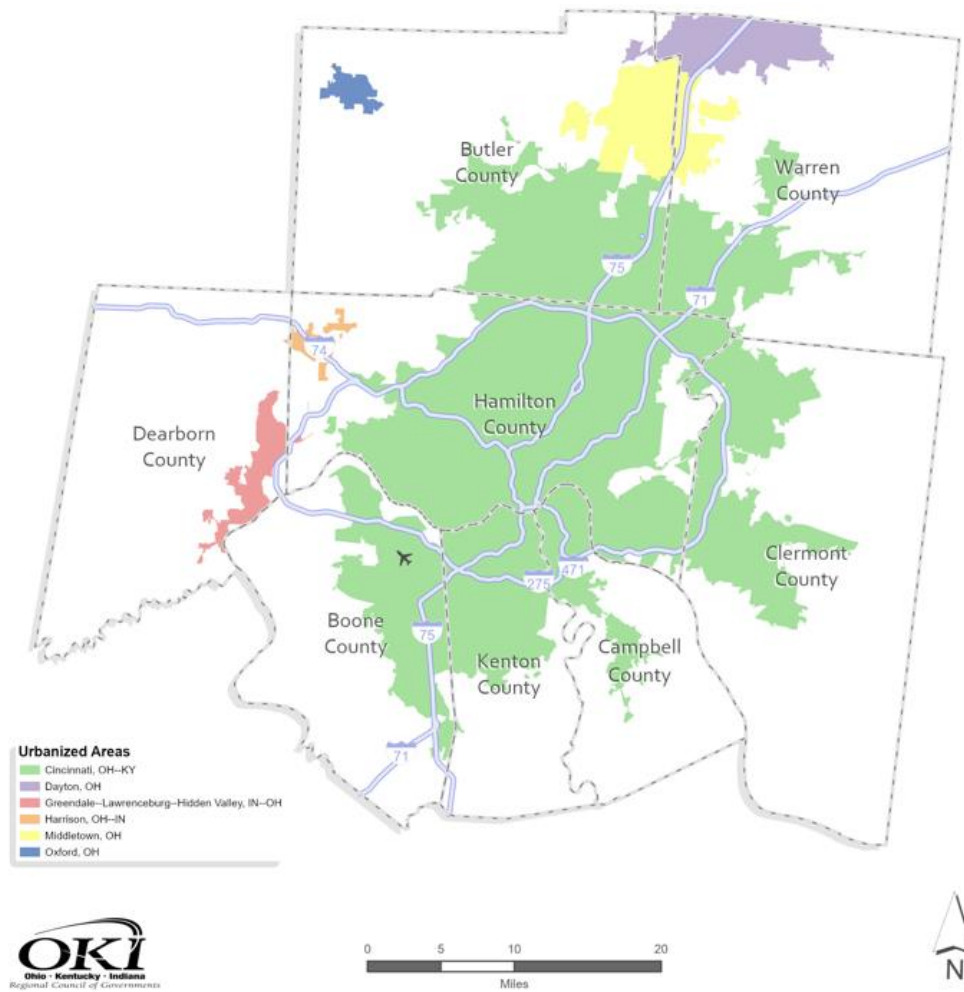 Butler
County
Warren
County
75
71
74
Hamilton
County
Dearborn
County
Clermont
County
471
275
Boone
County
75
Kenton
County
Campbell
County
71
Urbanized Areas
Cincinnati, OH--KY
Dayton, OH
Greendale--Lawrenceburg--Hidden Valley, IN--OH
Harrison, OH--IN
Middletown, OH
Oxford, OH
OKI
Ohio • Kentucky • Indiana
Regional Council of Governments
0 5 10 20
Miles
N